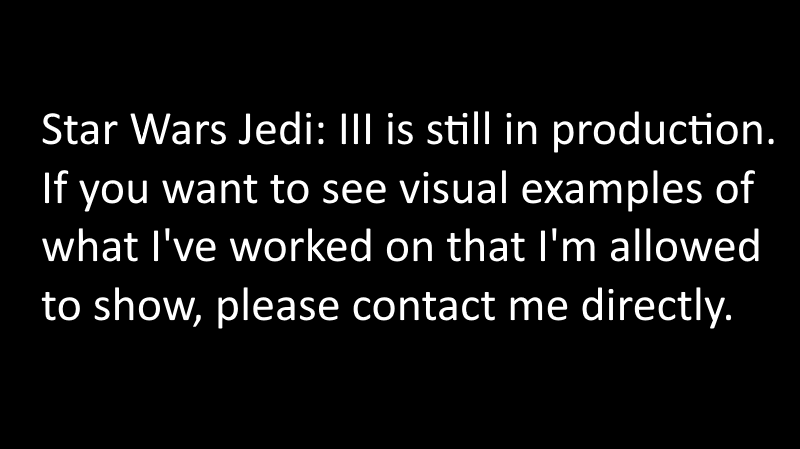 Star Wars Jedi: III is still in production.
If you want to see visual examples of
what I've worked on that I'm allowed
to show, please contact me directly.